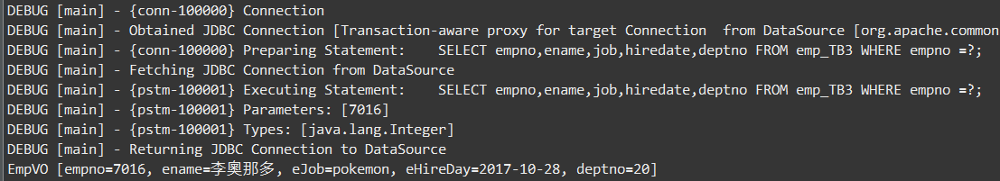 DEBUG [main] - {conn-100000} Connection
DEBUG [main] - Obtained JDBC Connection [Transaction-aware proxy for target Connection  from DataSource [org.apache.common
DEBUG [main] - {conn-100000} Preparing Statement:    SELECT empno,ename,job,hiredate,deptno FROM emp_TB3 WHERE empno =?;
DEBUG [main] - Fetching JDBC Connection from DataSource
DEBUG [main] - {pstm-100001} Executing Statement:    SELECT empno,ename,job,hiredate,deptno FROM emp_TB3 WHERE empno =?;
DEBUG [main] - {pstm-100001} Parameters: [7016]
DEBUG [main] - {pstm-100001} Types: [java.lang.Integer]
DEBUG [main] - Returning JDBC Connection to DataSource
EmpVO [empno=7016, ename=李奧那多, eJob=pokemon, eHireDay=2017-10-28, deptno=20]